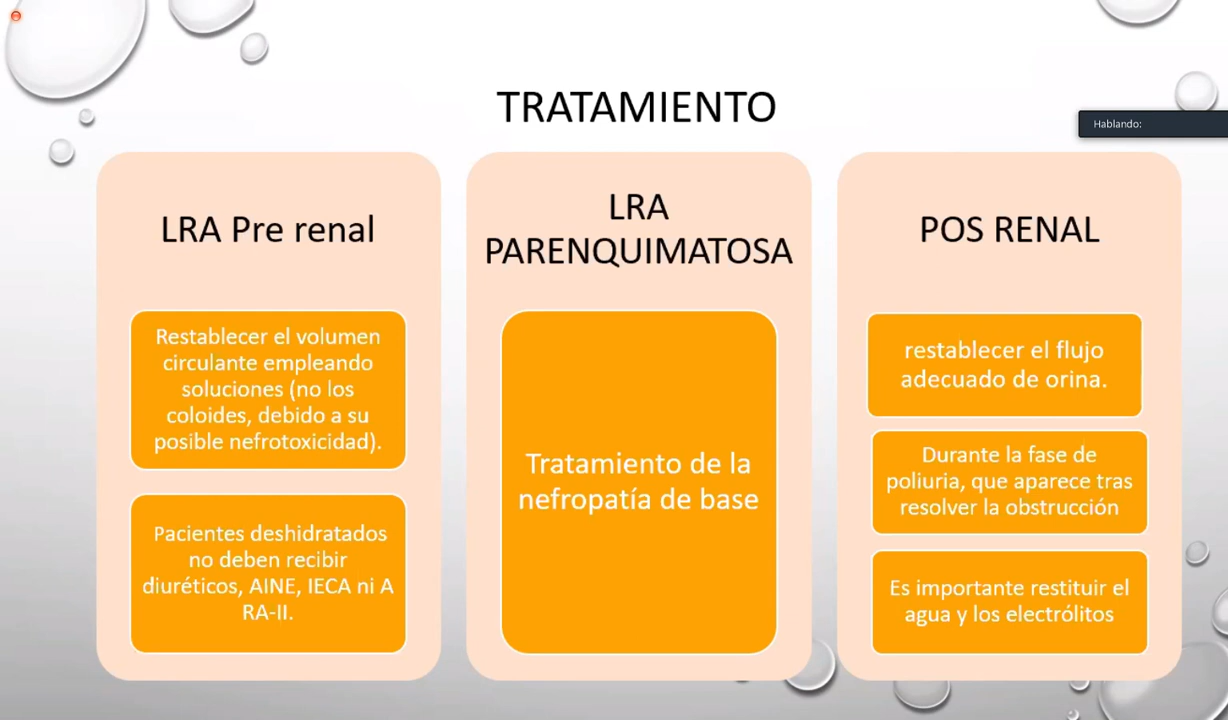 TRATAMIENTO
Hablando:
LRA Pre renal
Restablecer el volumen
circulante empleando
soluciones (no los
coloides, debido a su
posible nefrotoxicidad).
Pacientes deshidratados
no deben recibir
diuréticos, AINE, IECA ni A
RA-II.
LRA
PARENQUIMATOSA
Tratamiento de la
nefropatía de base
POS RENAL
restablecer el flujo
adecuado de orina.
Durante la fase de
poliuria, que aparece tras
resolver la obstrucción
Es importante restituir el
agua y los electrólitos